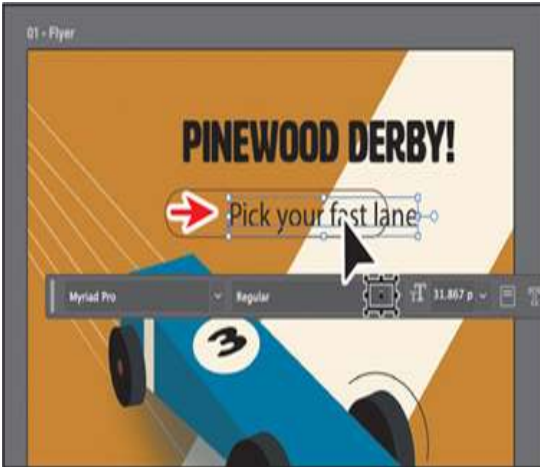 01 - Flyer
PINEWOOD DERBY!
Pick your fast lane
Myriad Pro Regular T 31.867 p
3